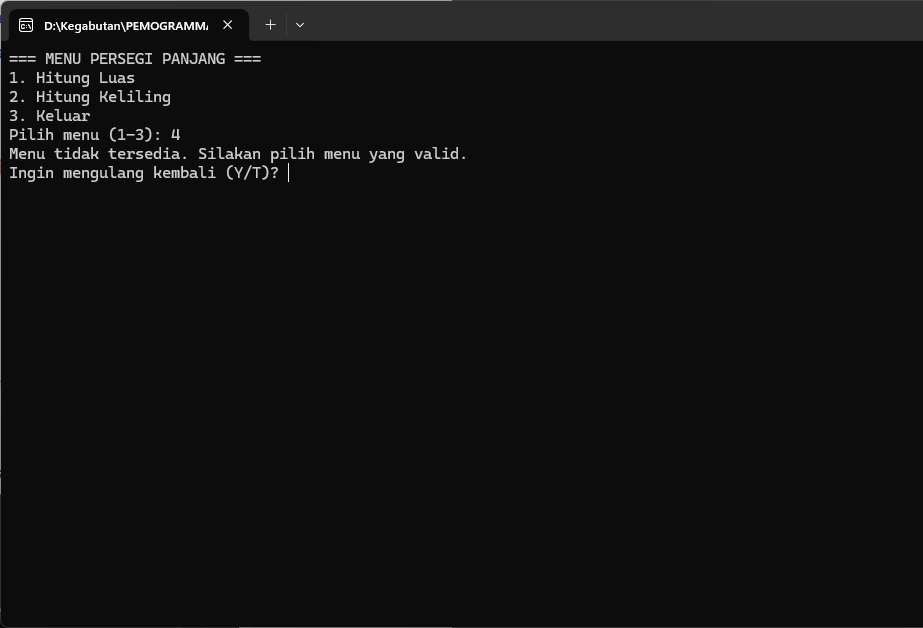 D:\Kegabutan\PEMOGRAMM
=== MENU PERSEGI PANJANG ===
1. Hitung Luas
2. Hitung Keliling
3. Keluar
Pilih menu (1-3): 4
Menu tidak tersedia. Silakan pilih menu yang valid.
Ingin mengulang kembali (Y/T)?